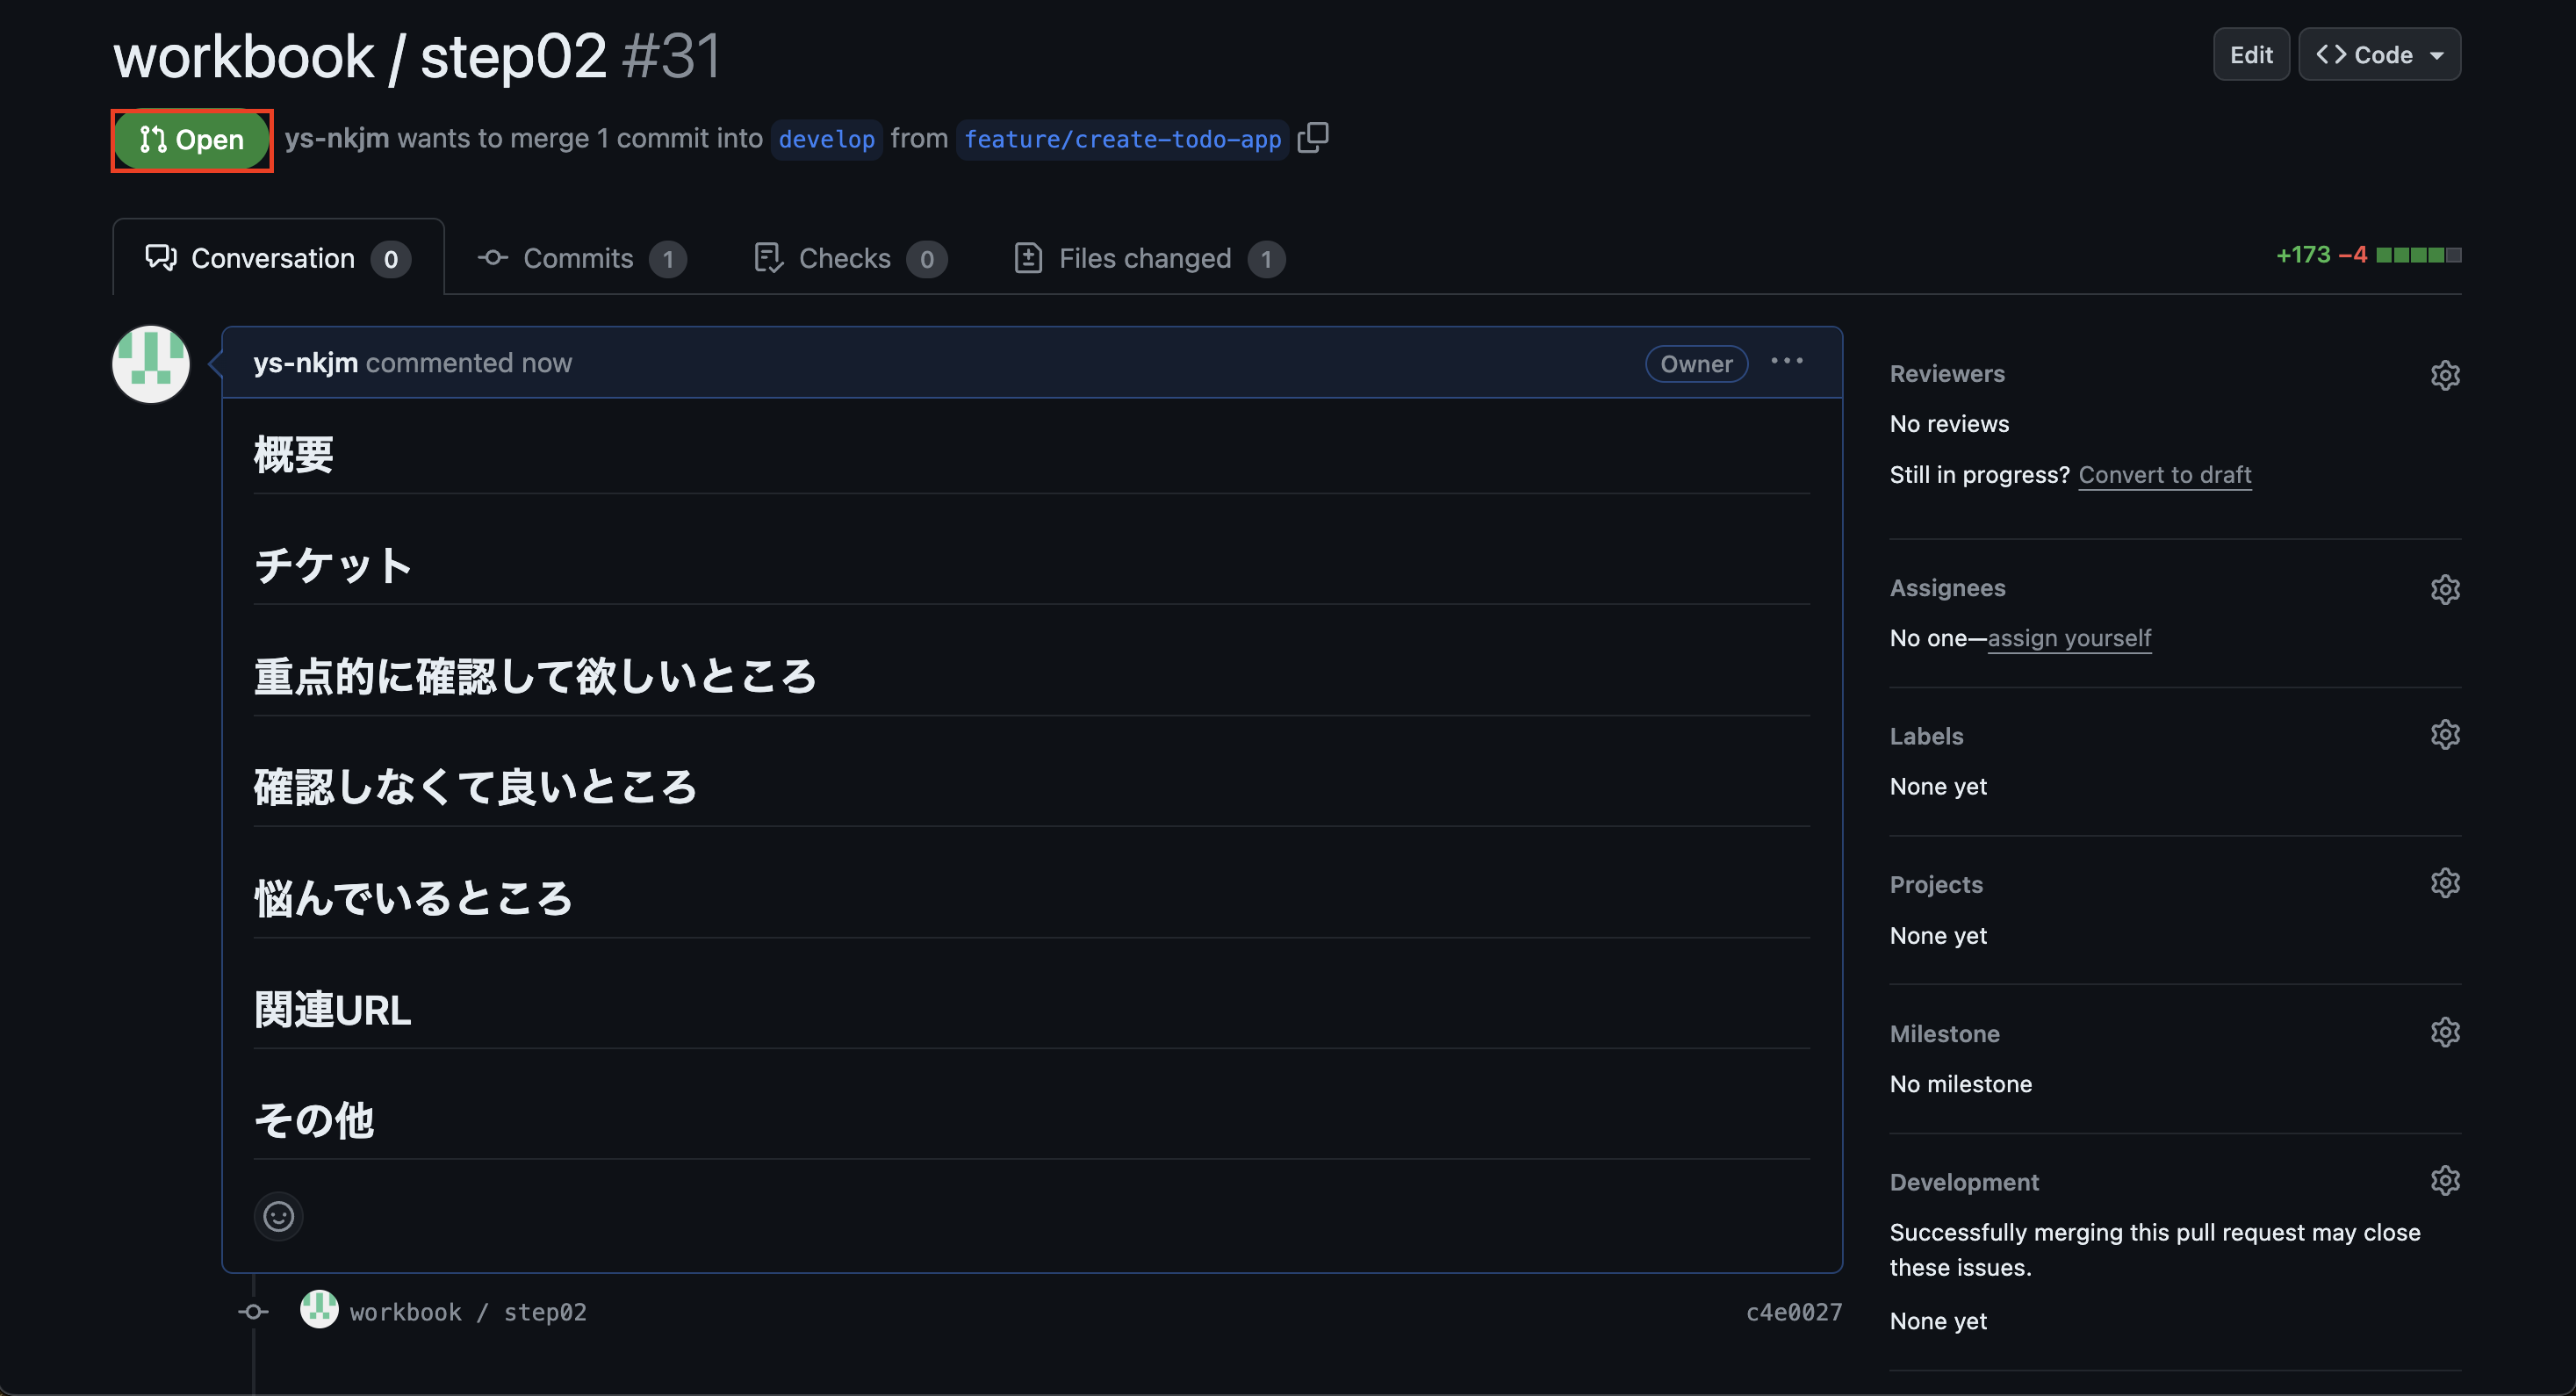 workbook / step02 #31
Edit
Code
Open
ys-nkjm wants to merge 1 commit into develop from feature/create-todo-app
Conversation 0
Commits 1
Checks 0
Files changed 1
+173 −4
ys-nkjm commented now
Owner
概要
チケット
重点的に確認して欲しいところ
確認しなくて良いところ
悩んでいるところ
関連URL
その他
workbook / step02
c4e0027
Reviewers
No reviews
Still in progress? Convert to draft
Assignees
No one—assign yourself
Labels
None yet
Projects
None yet
Milestone
No milestone
Development
Successfully merging this pull request may close
these issues.
None yet